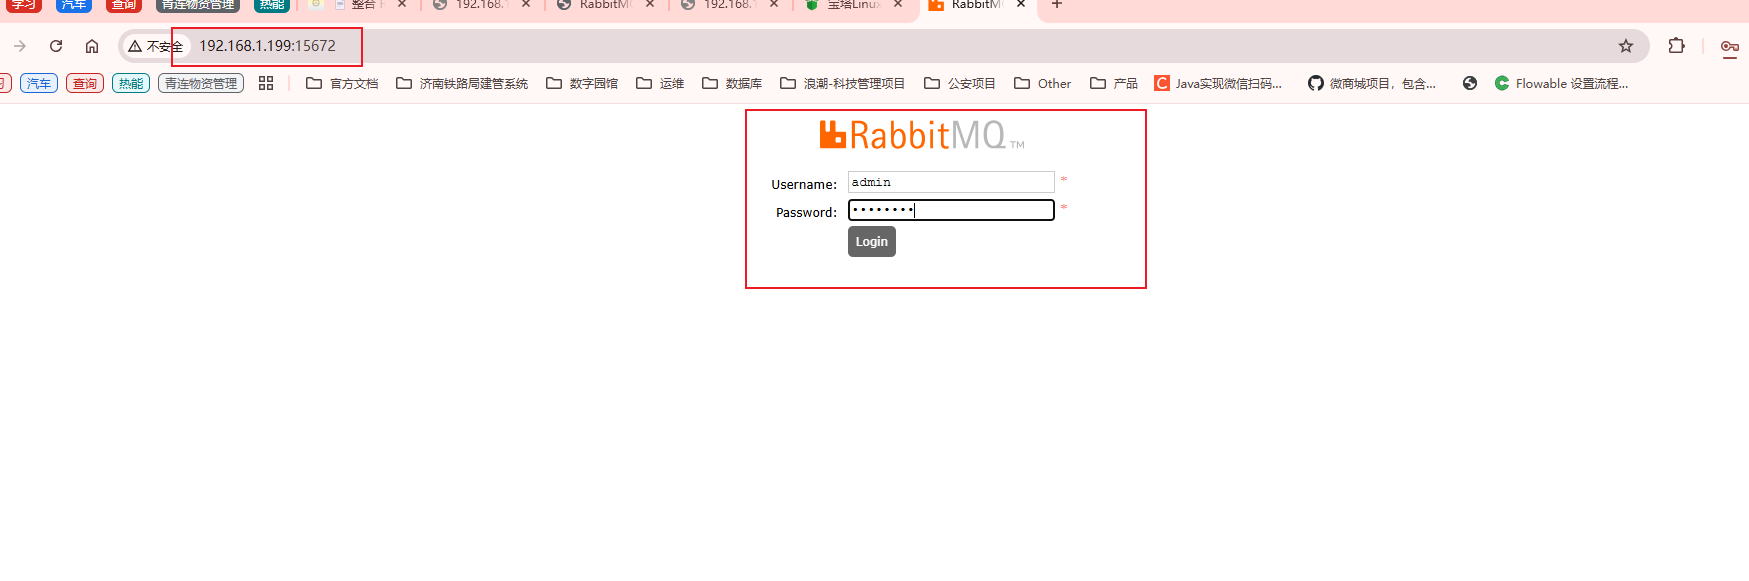 学习 汽车 查询 青连物资管理 热能 整合 192.168.1 RabbitM 192.168.1 宝塔Linux RabbitM
不安全 192.168.1.199:15672
汽车 查询 热能 青连物资管理 官方文档 济南铁路局建管系统 数字园馆 运维 数据库 浪潮-科技管理项目 公安项目 Other 产品 Java实现微信扫码... 微商城项目，包含... Flowable 设置流程...
RabbitMQ™
Username: admin *
Password: •••••••• *
Login